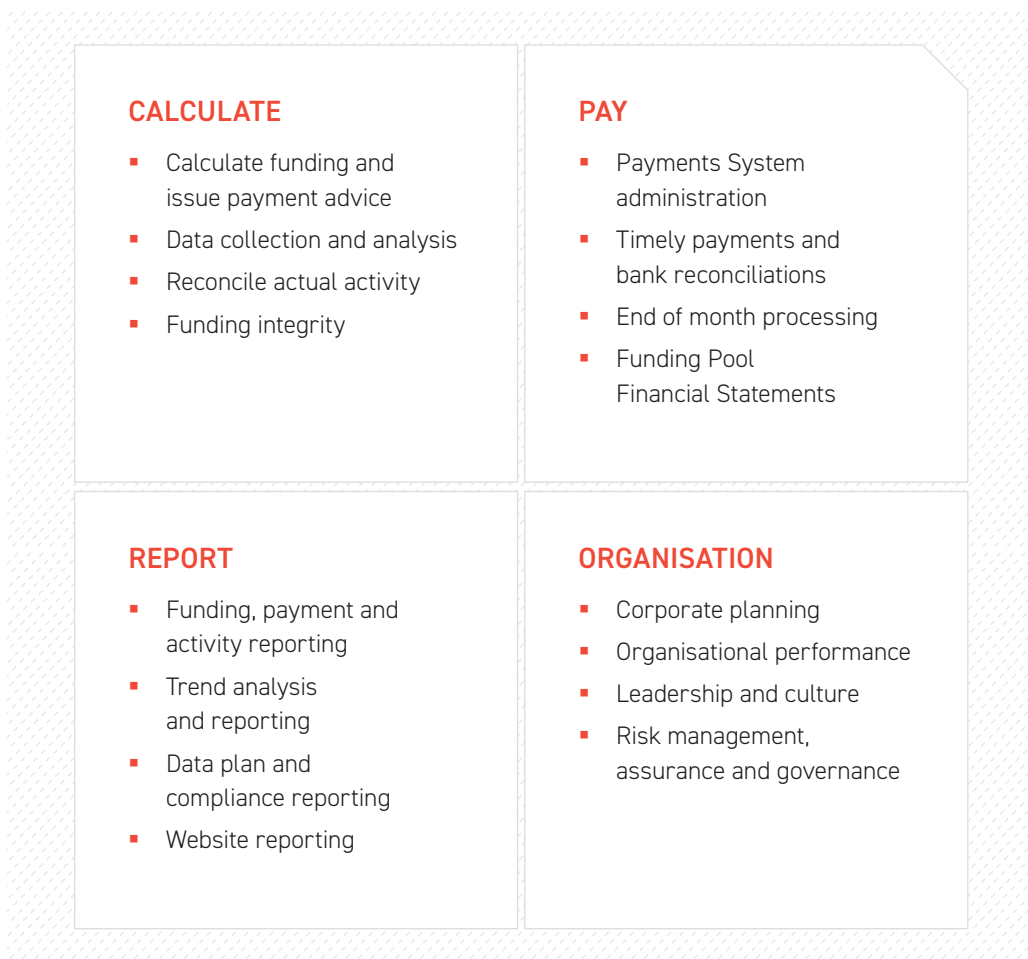 CALCULATE
▪ Calculate funding and
issue payment advice
▪ Data collection and analysis
▪ Reconcile actual activity
▪ Funding integrity
PAY
▪ Payments System
administration
▪ Timely payments and
bank reconciliations
▪ End of month processing
▪ Funding Pool
Financial Statements
REPORT
▪ Funding, payment and
activity reporting
▪ Trend analysis
and reporting
▪ Data plan and
compliance reporting
▪ Website reporting
ORGANISATION
▪ Corporate planning
▪ Organisational performance
▪ Leadership and culture
▪ Risk management,
assurance and governance